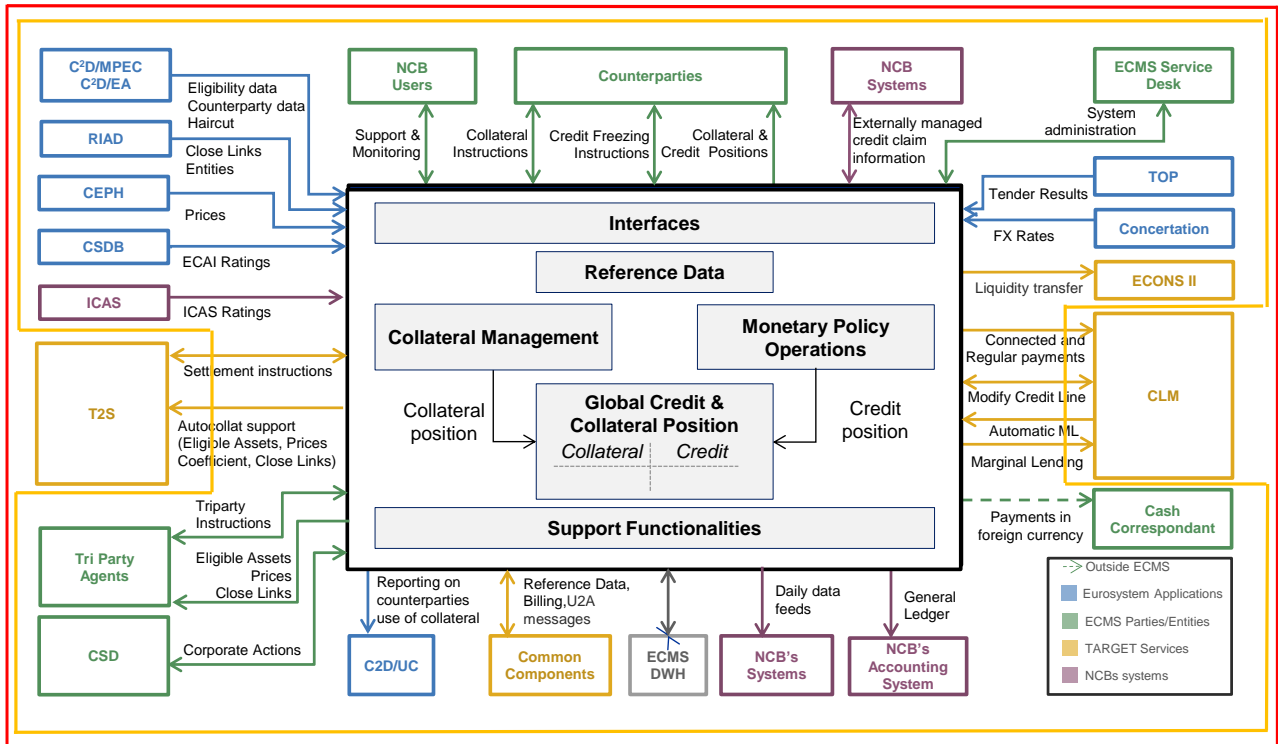 C²D/MPEC
C²D/EA
Eligibility data
Counterparty data
Haircut
RIAD
Close Links
Entities
CEPH
Prices
CSDB
ECAI Ratings
ICAS
ICAS Ratings
T2S
Settlement instructions
Autocollat support
(Eligible Assets, Prices
Coefficient, Close Links)
Tri Party
Agents
Triparty
Instructions
Eligible Assets
Prices
Close Links
CSD
Corporate Actions
NCB
Users
Support &
Monitoring
Counterparties
Collateral
Instructions
Credit Freezing
Instructions
Collateral &
Credit Positions
NCB
Systems
Externally managed
credit claim
information
ECMS Service
Desk
System
administration
Interfaces
Reference Data
Collateral Management
Monetary Policy
Operations
Collateral
position
Global Credit &
Collateral Position
Collateral
Credit
Credit
position
Support Functionalities
TOP
Tender Results
Concertation
FX Rates
ECONS II
Liquidity transfer
CLM
Connected and
Regular payments
Modify Credit Line
Automatic ML
Marginal Lending
Cash
Correspondant
Payments in
foreign currency
Outside ECMS
Eurosystem Applications
ECMS Parties/Entities
TARGET Services
NCBs systems
Reporting on
counterparties
use of collateral
C2D/UC
Reference Data,
Billing,U2A
messages
Common
Components
ECMS
DWH
Daily data
feeds
NCB's
Systems
General
Ledger
NCB's
Accounting
System